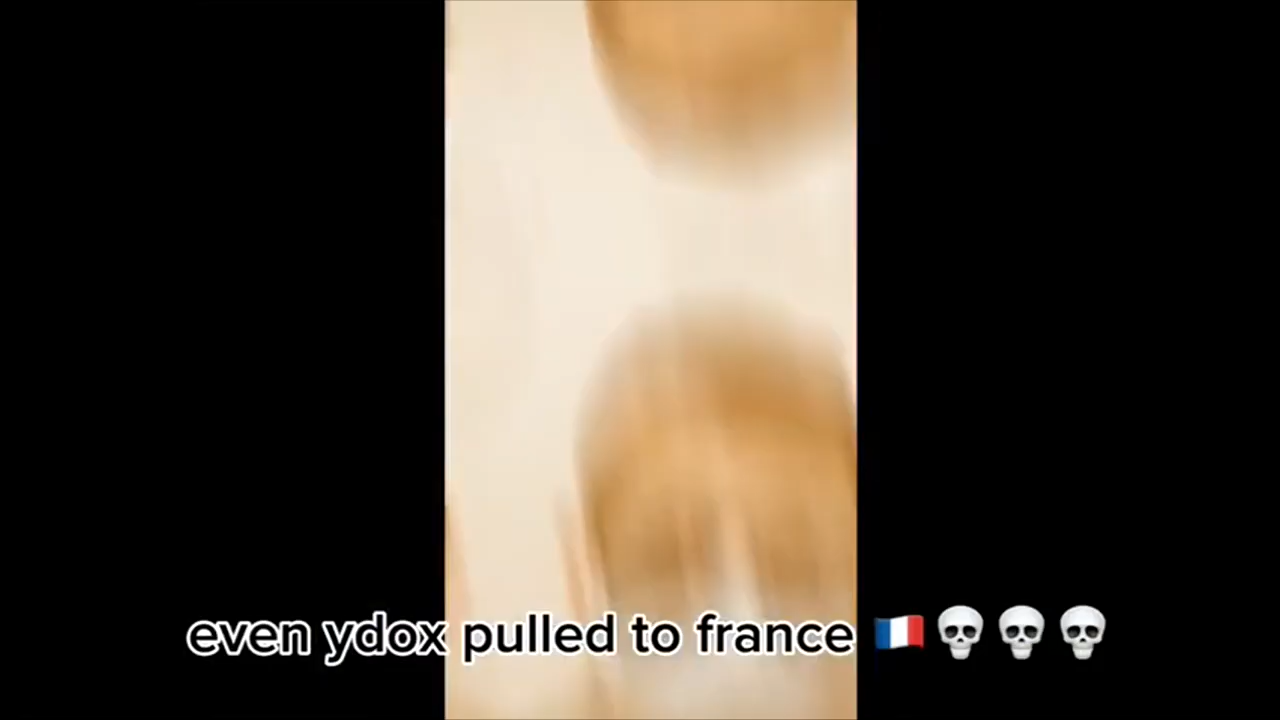 even ydox pulled to france 🇫🇷💀💀💀